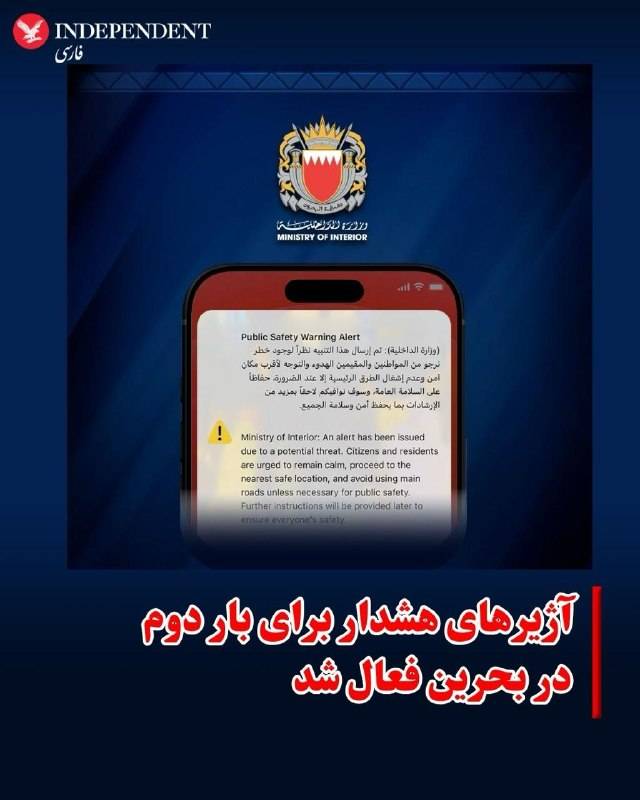 INDEPENDENT
فارسی
وزارة الداخلية
MINISTRY OF INTERIOR
Public Safety Warning Alert
(وزارة الداخلية): تم إرسال هذا التنبيه نظراً لوجود خطر
نرجو من المواطنين والمقيمين الهدوء والتوجه لأقرب مكان
آمن وعدم إشغال الطرق الرئيسية إلا عند الضرورة، حفاظاً
على السلامة العامة، وسوف نوافيكم لاحقاً بمزيد من
الإرشادات بما يحفظ أمن وسلامة الجميع.
Ministry of Interior: An alert has been issued
due to a potential threat. Citizens and residents
are urged to remain calm, proceed to the
nearest safe location, and avoid using main
roads unless necessary for public safety.
Further instructions will be provided later to
ensure everyone's safety.
آژیرهای هشدار برای بار دوم
در بحرین فعال شد